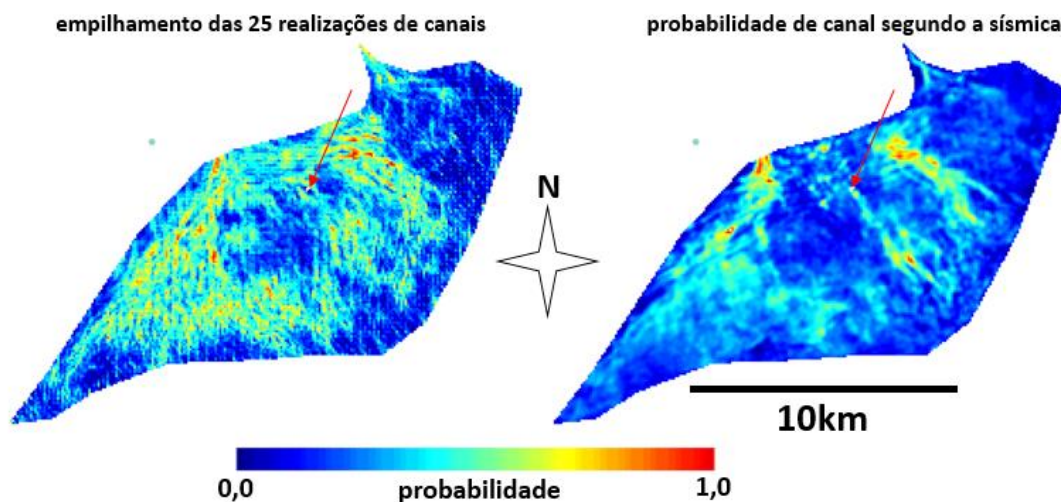 empilhamento das 25 realizações de canais
probabilidade de canal segundo a sísmica
N
10km
0,0 probabilidade 1,0